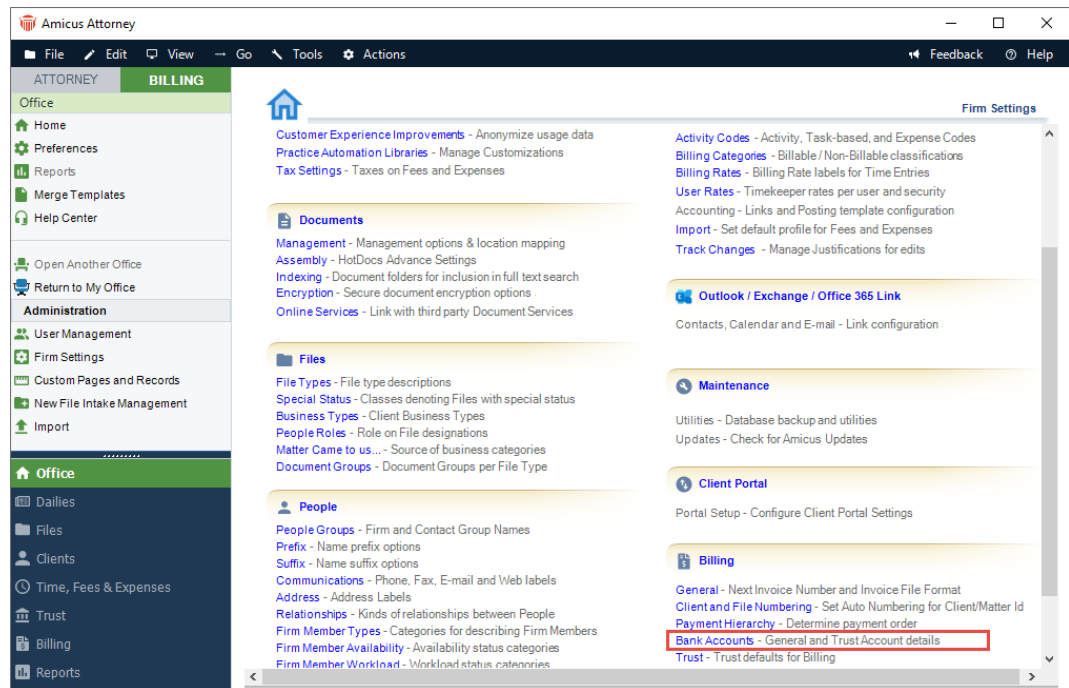 Amicus Attorney
File Edit View Go Tools Actions Feedback Help
ATTORNEY BILLING
Office
Home
Preferences
Reports
Merge Templates
Help Center
Open Another Office
Return to My Office
Administration
User Management
Firm Settings
Custom Pages and Records
New File Intake Management
Import
Office
Dailies
Files
Clients
Time, Fees & Expenses
Trust
Billing
Reports
Firm Settings
Customer Experience Improvements - Anonymize usage data
Practice Automation Libraries - Manage Customizations
Tax Settings - Taxes on Fees and Expenses
Documents
Management - Management options & location mapping
Assembly - HotDocs Advance Settings
Indexing - Document folders for inclusion in full text search
Encryption - Secure document encryption options
Online Services - Link with third party Document Services
Files
File Types - File type descriptions
Special Status - Classes denoting Files with special status
Business Types - Client Business Types
People Roles - Role on File designations
Matter Came to us... - Source of business categories
Document Groups - Document Groups per File Type
People
People Groups - Firm and Contact Group Names
Prefix - Name prefix options
Suffix - Name suffix options
Communications - Phone, Fax, E-mail and Web labels
Address - Address Labels
Relationships - Kinds of relationships between People
Firm Member Types - Categories for describing Firm Members
Firm Member Availability - Availability status categories
Firm Member Workload - Workload status categories
Activity Codes - Activity, Task-based, and Expense Codes
Billing Categories - Billable / Non-Billable classifications
Billing Rates - Billing Rate labels for Time Entries
User Rates - Timekeeper rates per user and security
Accounting - Links and Posting template configuration
Import - Set default profile for Fees and Expenses
Track Changes - Manage Justifications for edits
Outlook / Exchange / Office 365 Link
Contacts, Calendar and E-mail - Link configuration
Maintenance
Utilities - Database backup and utilities
Updates - Check for Amicus Updates
Client Portal
Portal Setup - Configure Client Portal Settings
Billing
General - Next Invoice Number and Invoice File Format
Client and File Numbering - Set Auto Numbering for Client/Matter Id
Payment Hierarchy - Determine payment order
Bank Accounts - General and Trust Account details
Trust - Trust defaults for Billing